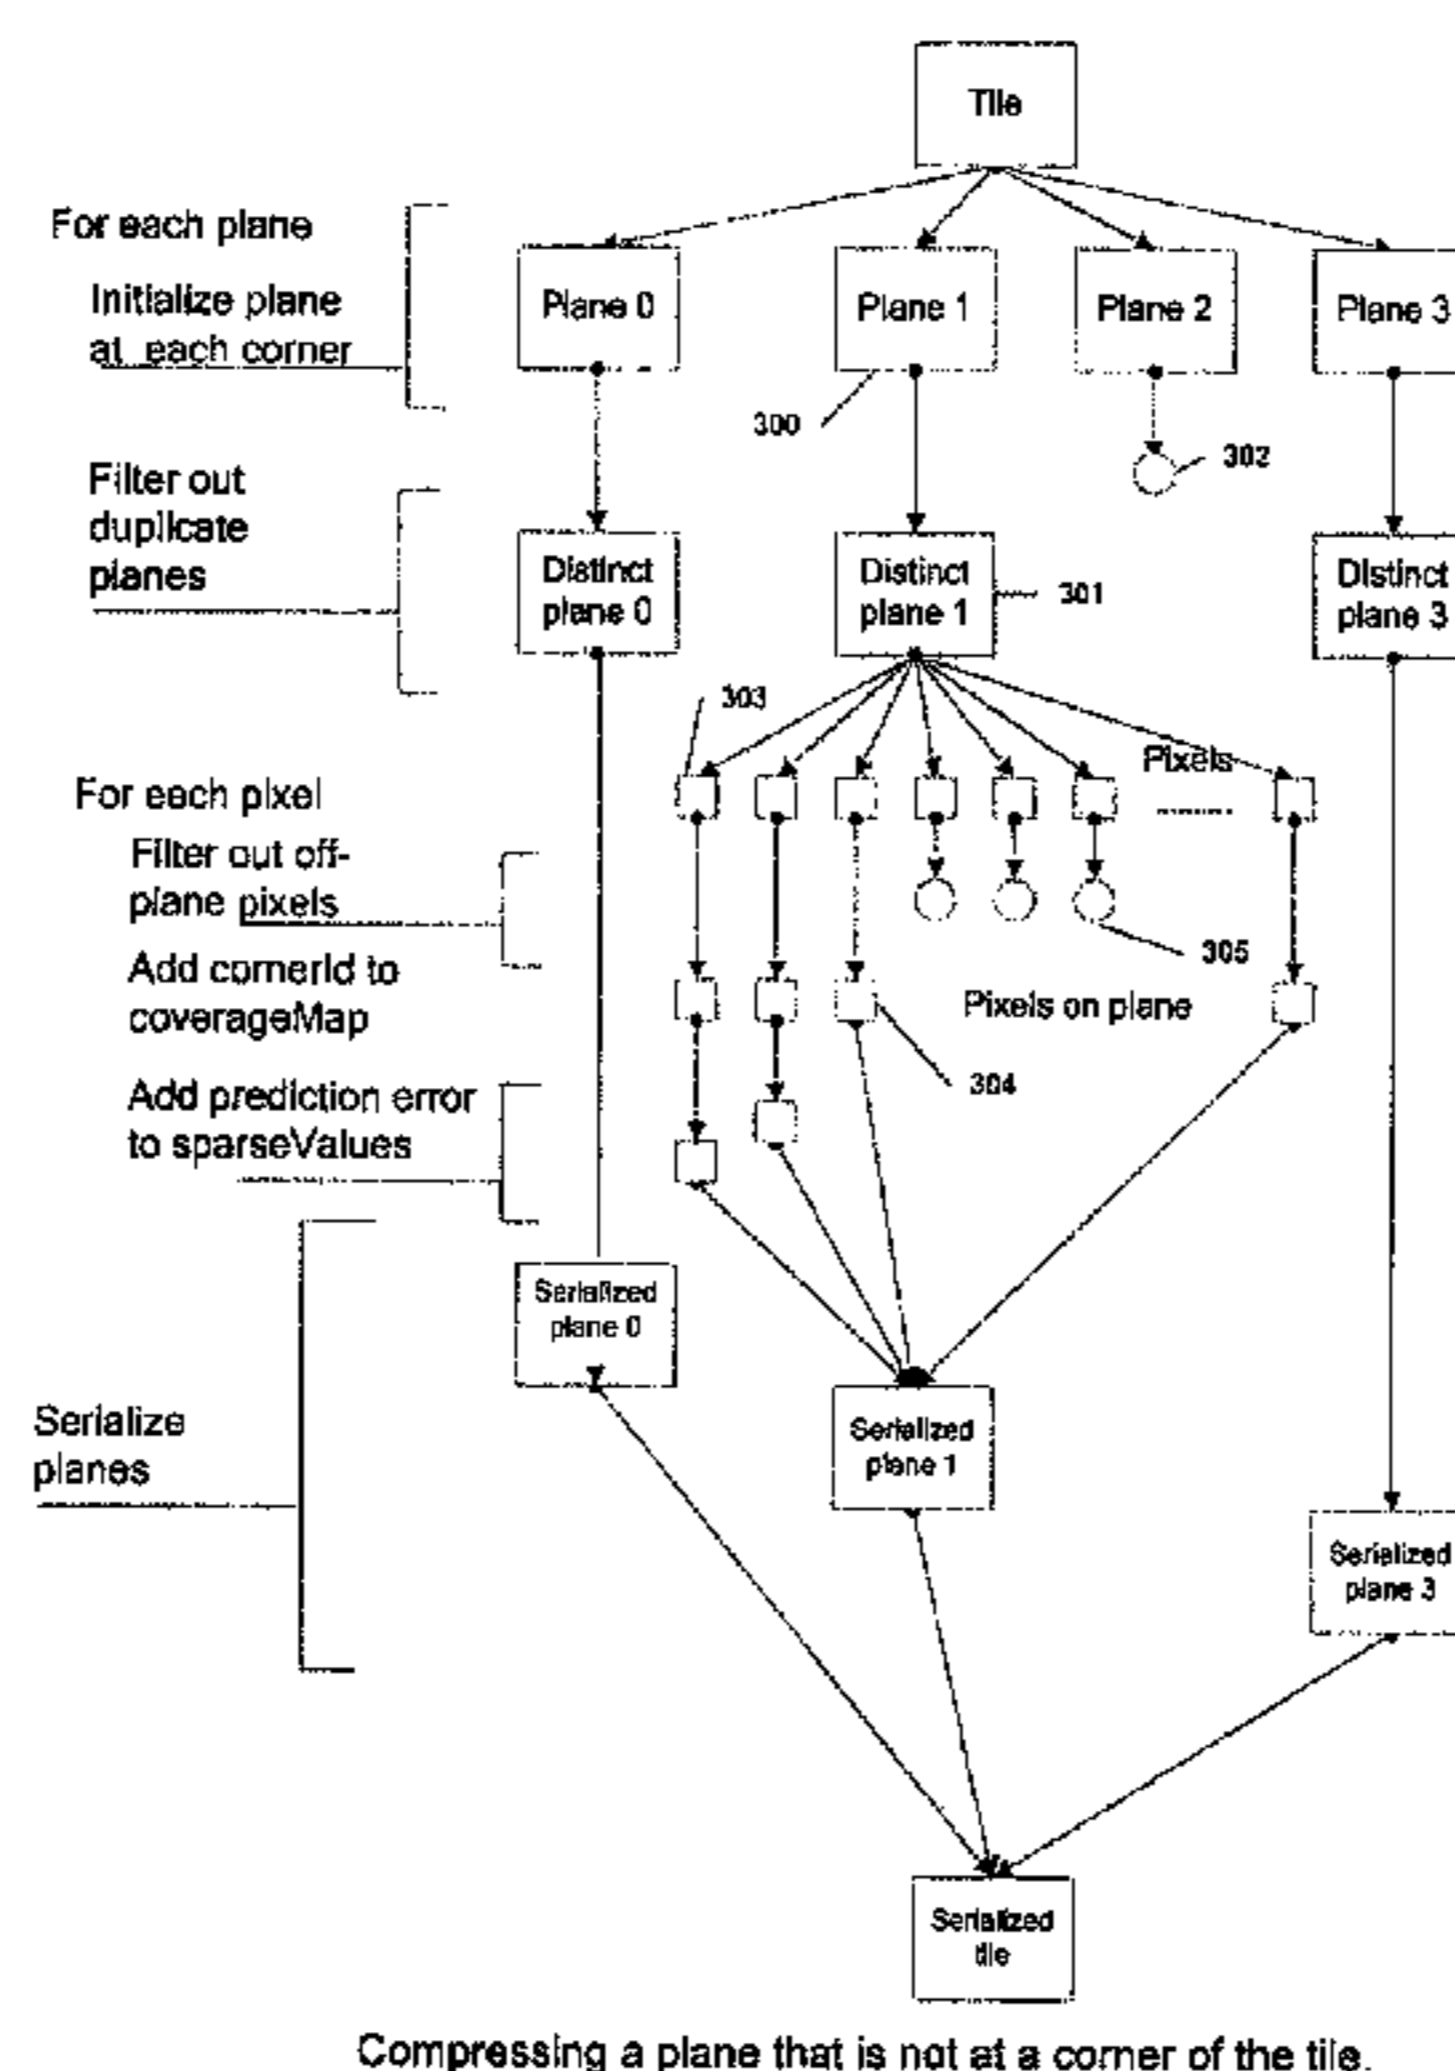 Tile
For each plane
Initialize plane
at each corner
Plane 0
Plane 1
Plane 2
Plane 3
300
302
Filter out
duplicate
planes
Distinct
plane 0
Distinct
plane 1
Distinct
plane 3
301
303
Pixels
For each pixel
Filter out off-
plane pixels
305
Add cornerId to
coverageMap
Pixels on plane
304
Add prediction error
to sparseValues
Serialized
plane 0
Serialize
planes
Serialized
plane 1
Serialized
plane 3
Serialized
tile
Compressing a plane that is not at a corner of the tile.